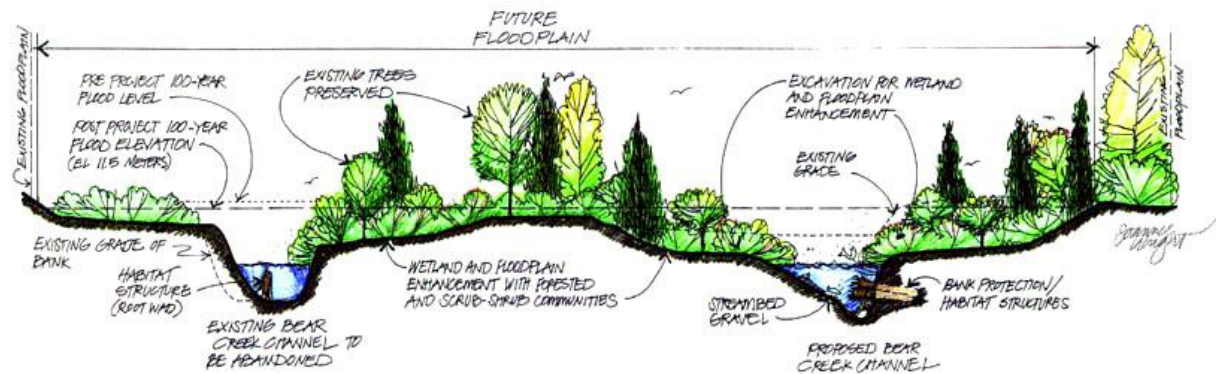 FUTURE
FLOODPLAIN
EXISTING FLOODPLAIN
PRE PROJECT 100-YEAR
FLOOD LEVEL
POST PROJECT 100-YEAR
FLOOD ELEVATION
(EL 11.5 METERS)
EXISTING TREES
PRESERVED
EXCAVATION FOR WETLAND
AND FLOODPLAIN
ENHANCEMENT
EXISTING
GRADE
EXISTING
FLOODPLAIN
EXISTING GRADE OF
BANK
HABITAT
STRUCTURE
(ROOT WAD)
EXISTING BEAR
CREEK CHANNEL TO
BE ABANDONED
WETLAND AND FLOODPLAIN
ENHANCEMENT WITH FORESTED
AND SCRUB-SHRUB COMMUNITIES
STREAMBED
GRAVEL
BANK PROTECTION/
HABITAT STRUCTURES
PROPOSED BEAR
CREEK CHANNEL
Wright